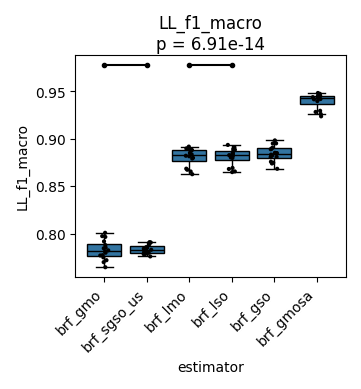 LL_f1_macro
p = 6.91e-14
LL_f1_macro
0.95
0.90
0.85
0.80
brf_gmo
brf_sgso_us
brf_lmo
brf_lso
brf_gso
brf_gmosa
estimator